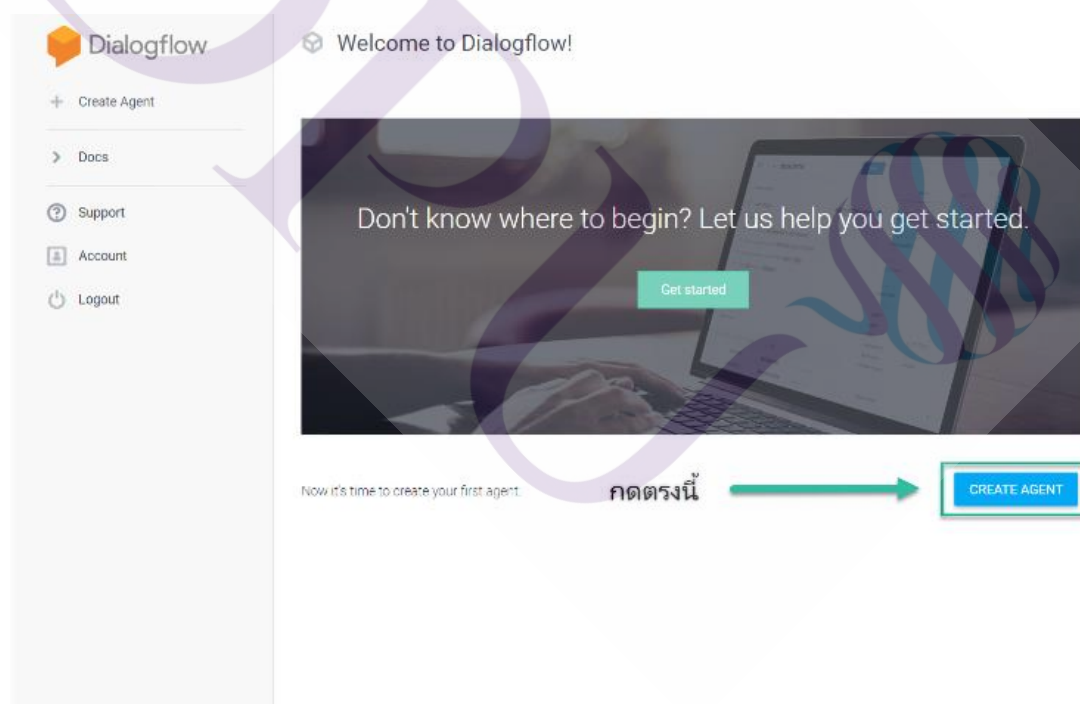 Dialogflow
Create Agent
Docs
Support
Account
Logout
Welcome to Dialogflow!
Don't know where to begin? Let us help you get started.
Get started
Now it's time to create your first agent.
กดตรงนี้
CREATE AGENT